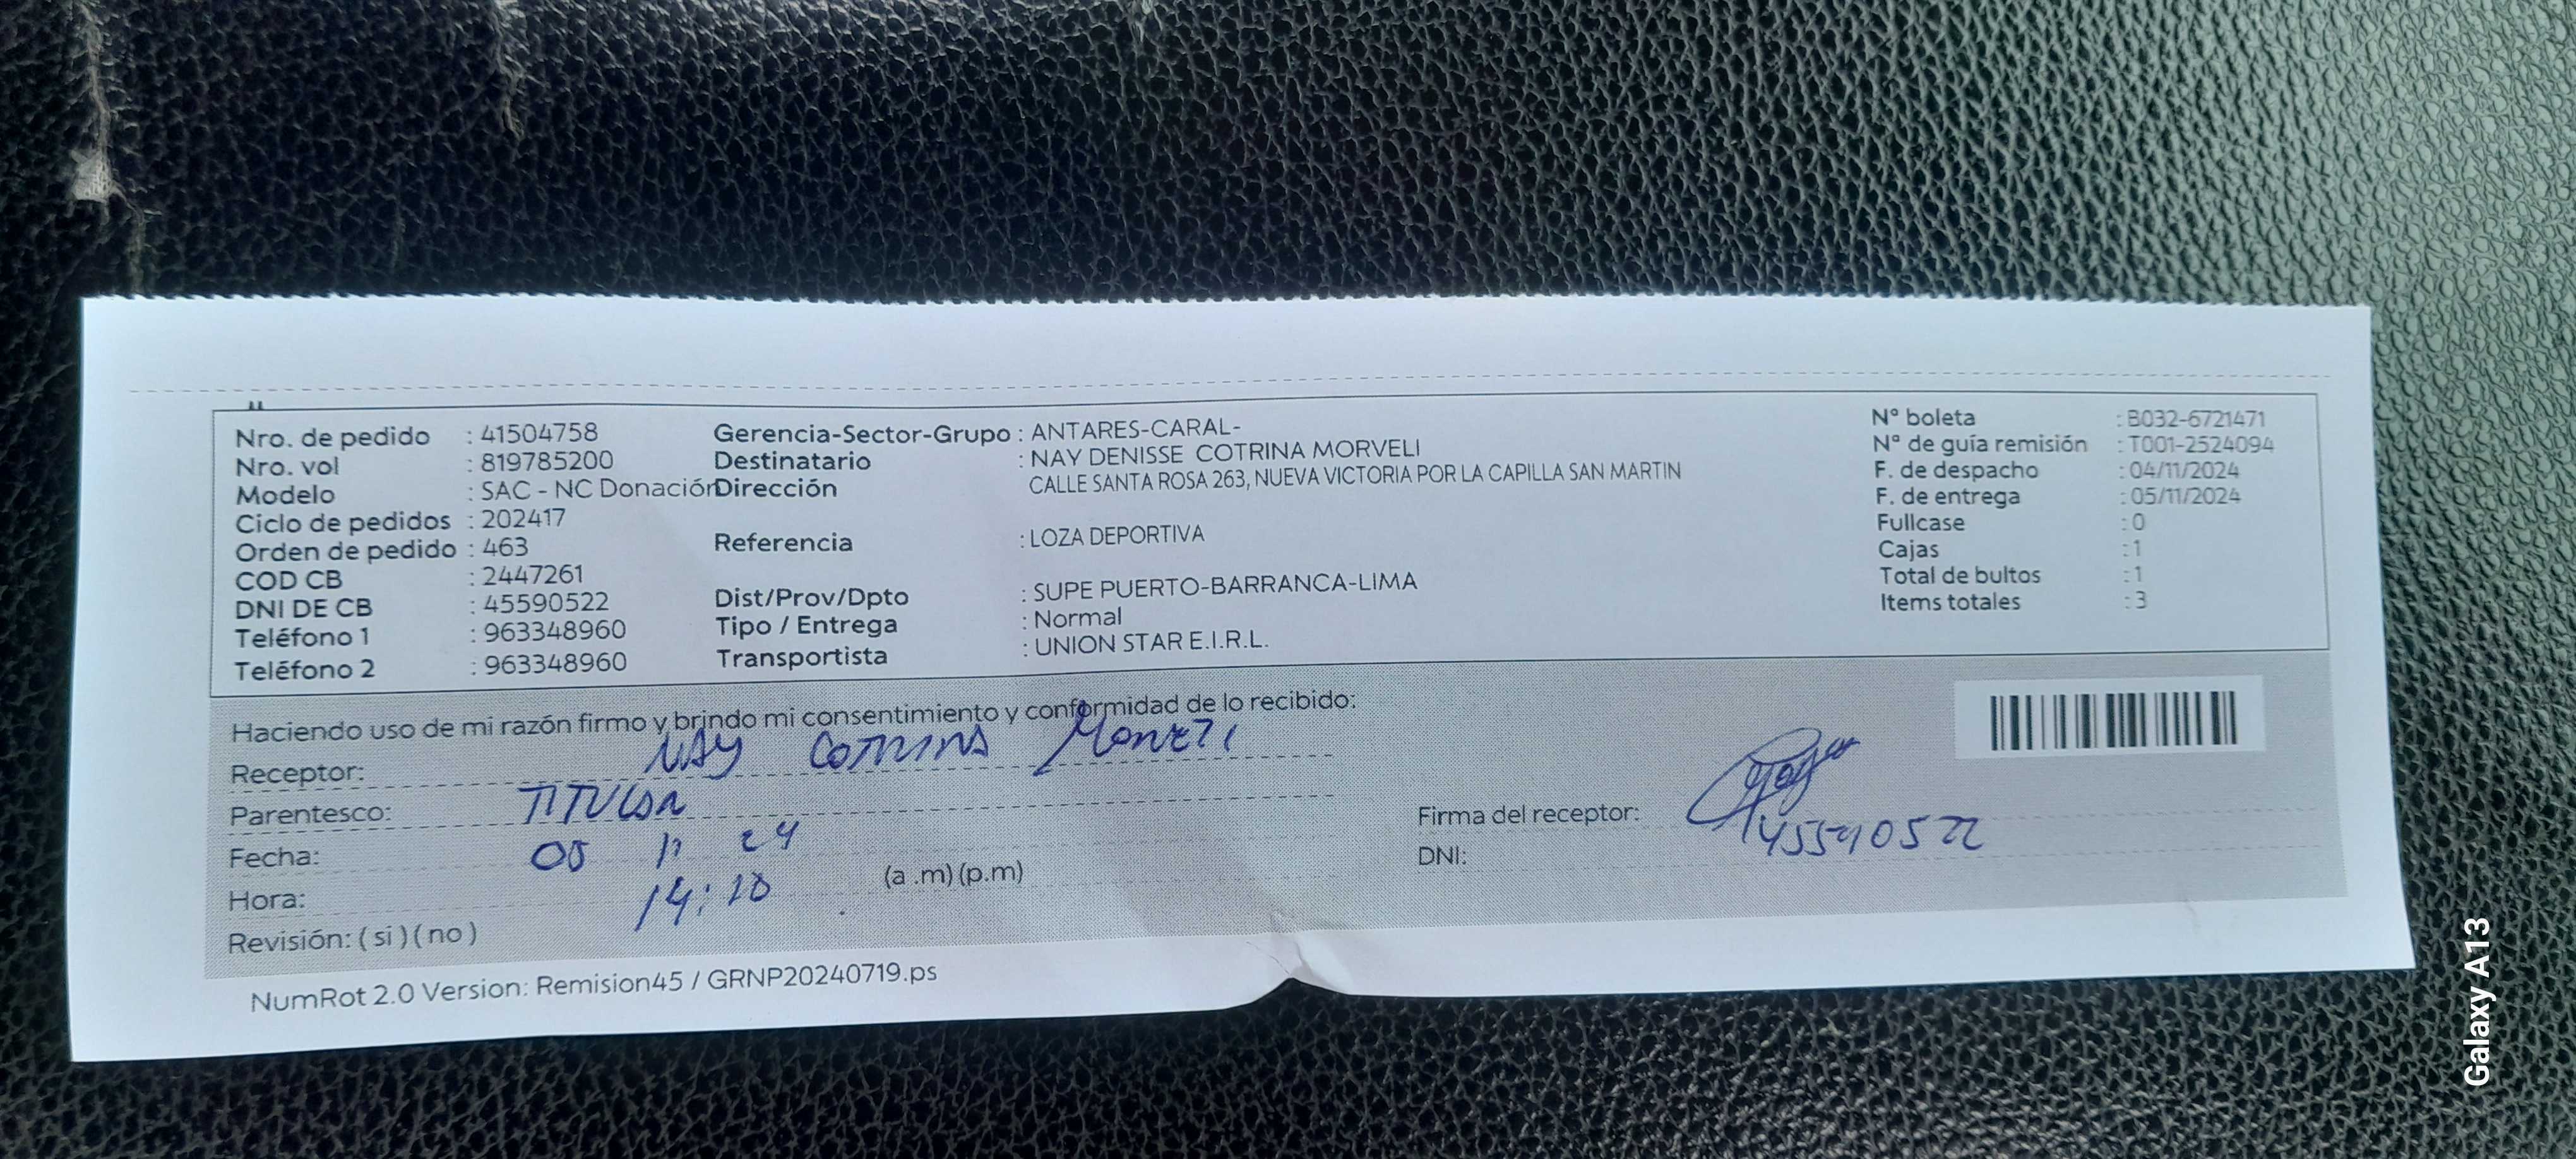 Nro. de pedido : 41504758
Nro. vol : 819785200
Modelo : SAC - NC Donación
Ciclo de pedidos : 202417
Orden de pedido : 463
COD CB : 2447261
DNI DE CB : 45590522
Teléfono 1 : 963348960
Teléfono 2 : 963348960
Gerencia-Sector-Grupo : ANTARES-CARAL-
Destinatario : NAY DENISSE COTRINA MORVELI
Dirección CALLE SANTA ROSA 263, NUEVA VICTORIA POR LA CAPILLA SAN MARTIN
Referencia : LOZA DEPORTIVA
Dist/Prov/Dpto : SUPE PUERTO-BARRANCA-LIMA
Tipo / Entrega : Normal
Transportista : UNION STAR E.I.R.L.
Nº boleta : B032-6721471
Nº de guía remisión : T001-2524094
F. de despacho : 04/11/2024
F. de entrega : 05/11/2024
Fullcase : 0
Cajas : 1
Total de bultos : 1
Items totales : 3
Haciendo uso de mi razón firmo y brindo mi consentimiento y conformidad de lo recibido:
Receptor: NAY COTRINA Morveli
Parentesco: TITULAR
Fecha: 05 11 24
Hora: 14:18 (a .m) (p.m)
Revisión: ( si ) ( no )
Firma del receptor:
DNI: 45590522
NumRot 2.0 Version: Remision45 / GRNP20240719.ps
Galaxy A13